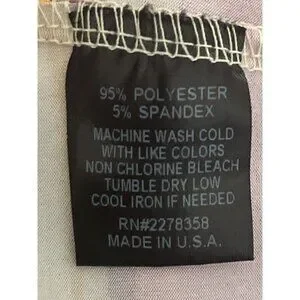 95% POLYESTER
5% SPANDEX
MACHINE WASH COLD
WITH LIKE COLORS
NON CHLORINE BLEACH
TUMBLE DRY LOW
COOL IRON IF NEEDED
RN#2278358
MADE IN U.S.A.